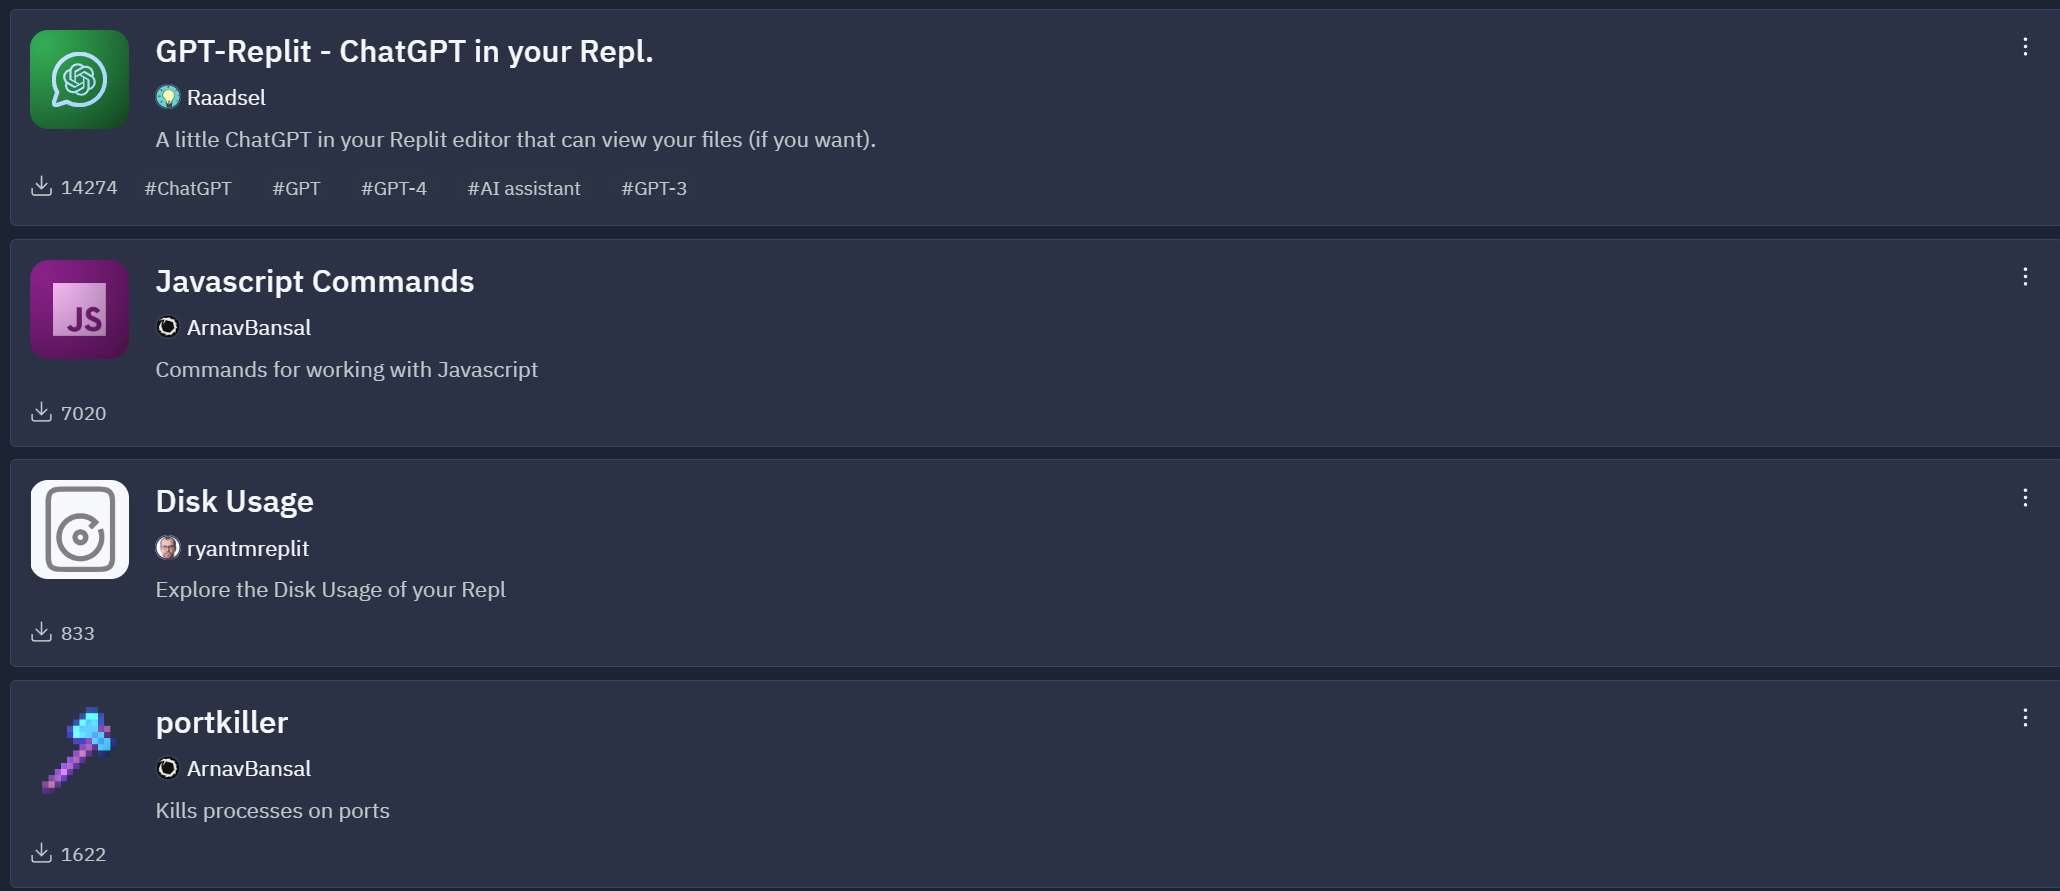 GPT-Replit - ChatGPT in your Repl.
Raadsel
A little ChatGPT in your Replit editor that can view your files (if you want).
14274 #ChatGPT #GPT #GPT-4 #AI assistant #GPT-3
Javascript Commands
JS
ArnavBansal
Commands for working with Javascript
7020
Disk Usage
ryantmreplit
Explore the Disk Usage of your Repl
833
portkiller
ArnavBansal
Kills processes on ports
1622